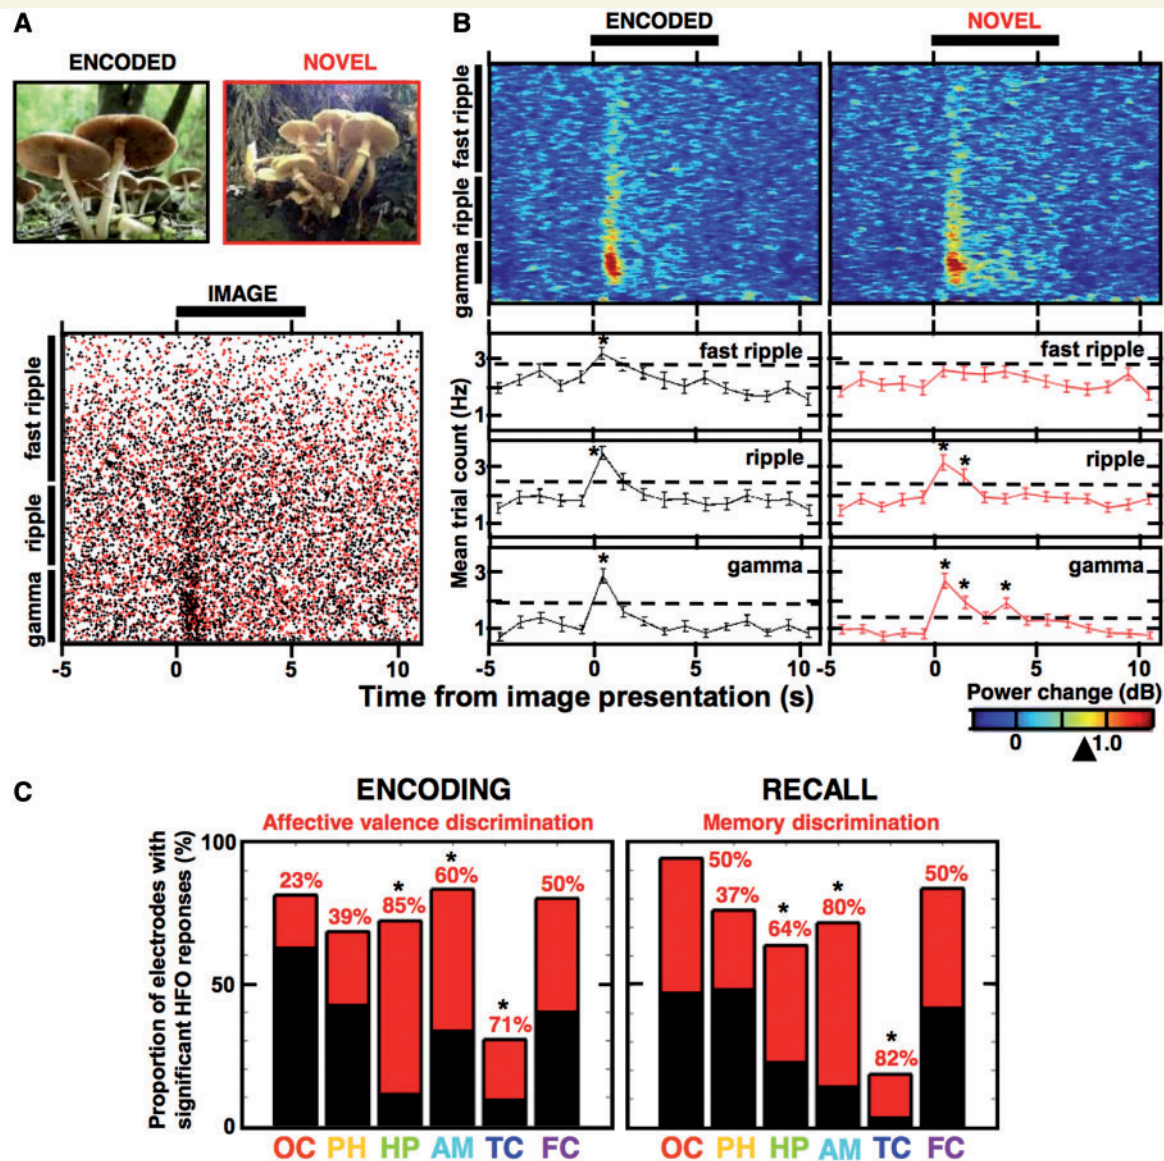 A
ENCODED
NOVEL
IMAGE
fast ripple
ripple
gamma
-5
0
5
10
B
ENCODED
NOVEL
fast ripple
ripple
gamma
Mean trial count (Hz)
3
fast ripple
1
3
ripple
1
3
gamma
1
fast ripple
ripple
gamma
-5
0
5
10
-5
0
5
10
Time from image presentation (s)
Power change (dB)
0
1.0
C
ENCODING
RECALL
Affective valence discrimination
Memory discrimination
Proportion of electrodes with
significant HFO reponses (%)
100
50
0
23%
39%
* 85%
* 60%
* 71%
50%
50%
37%
* 64%
* 80%
* 82%
50%
OC PH HP AM TC FC
OC PH HP AM TC FC